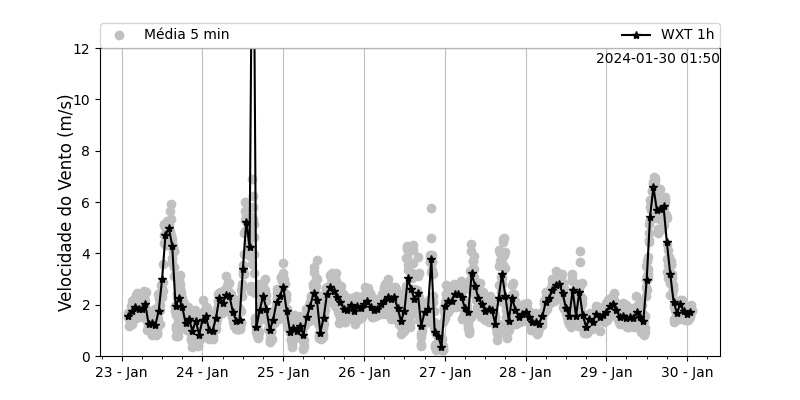 Média 5 min
WXT 1h
2024-01-30 01:50
Velocidade do Vento (m/s)
12
10
8
6
4
2
0
23 - Jan
24 - Jan
25 - Jan
26 - Jan
27 - Jan
28 - Jan
29 - Jan
30 - Jan